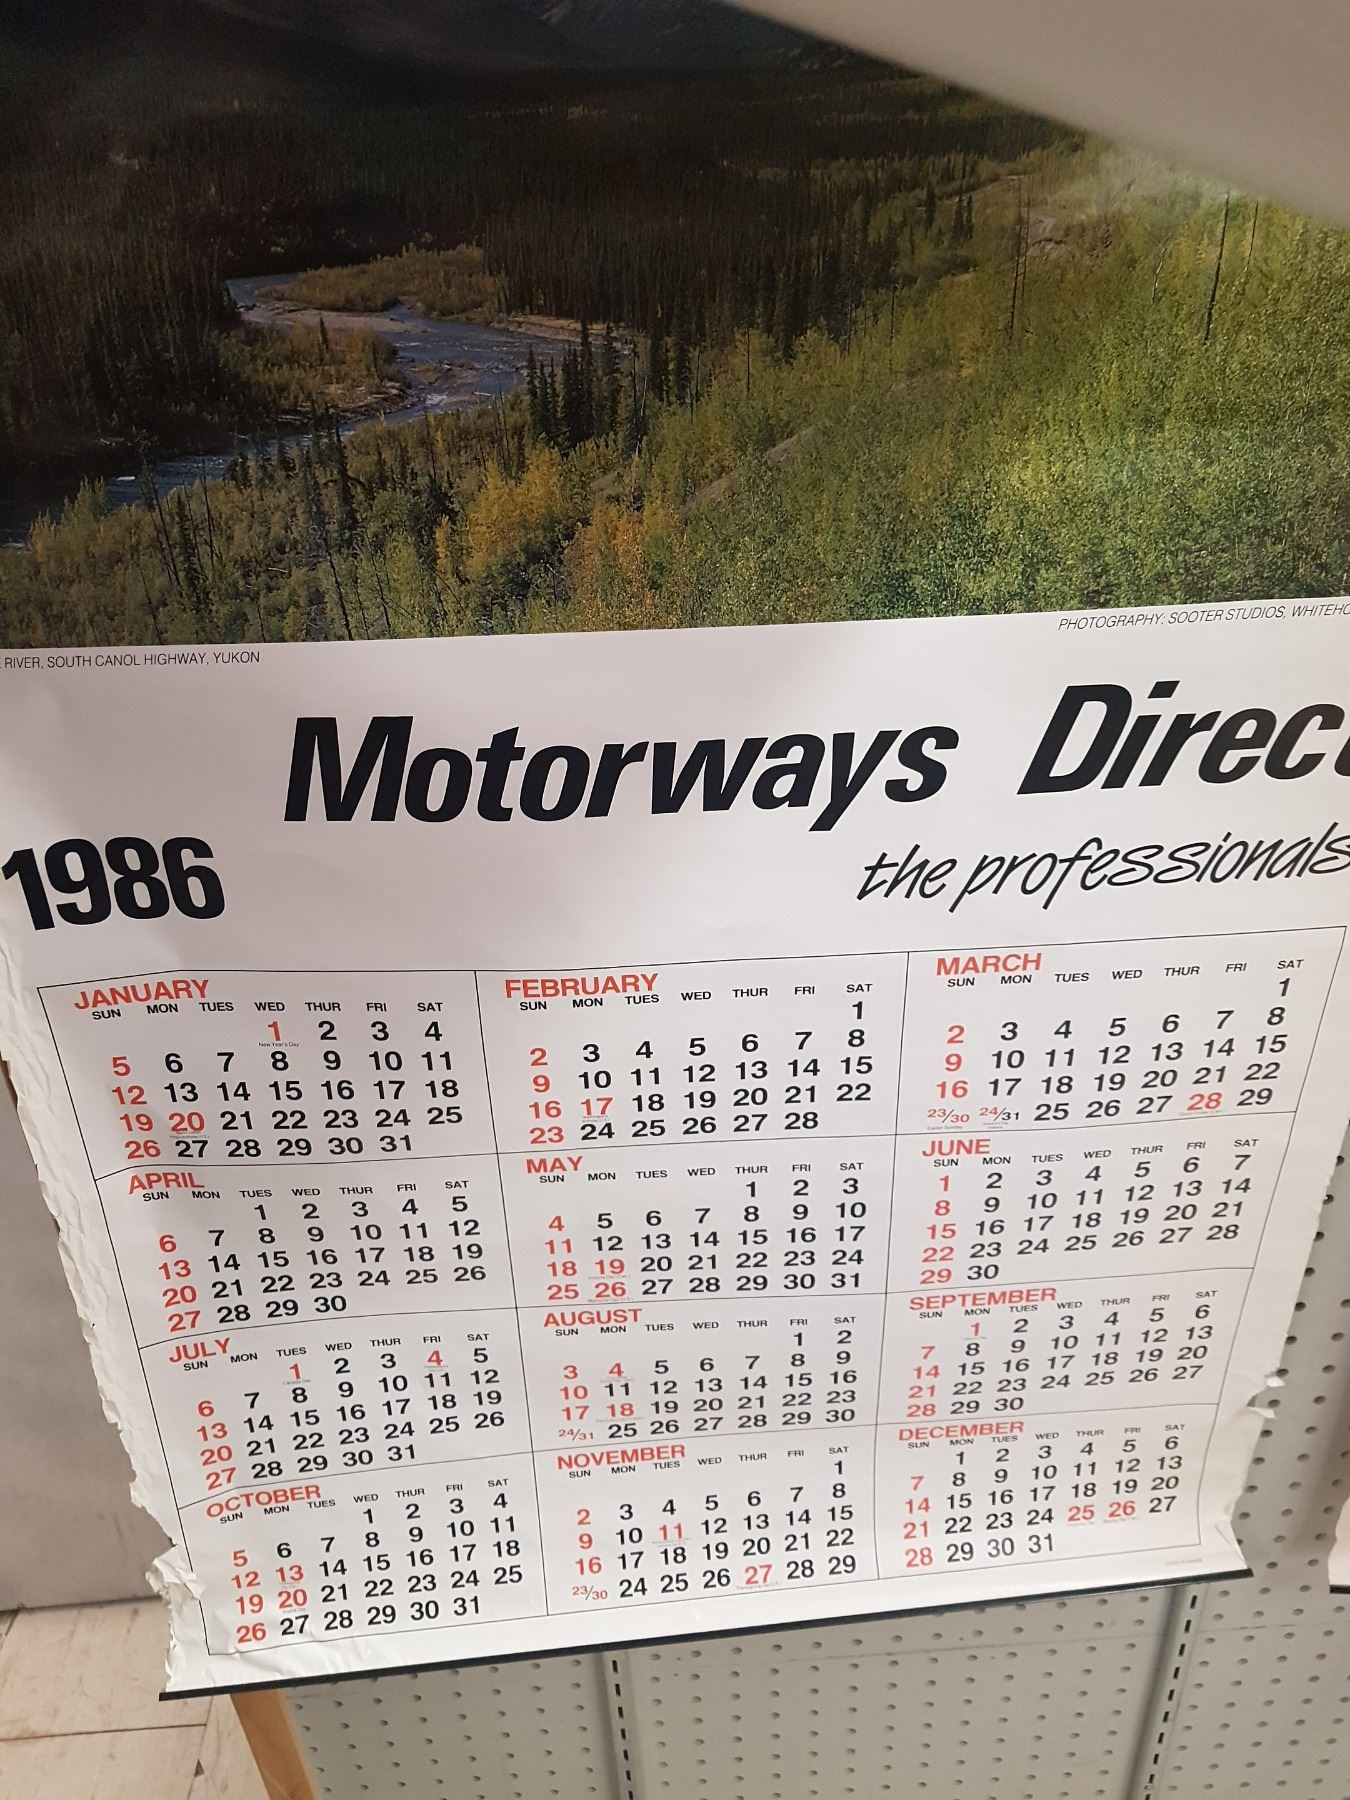 PHOTOGRAPHY: SOOTER STUDIOS, WHITEHO
RIVER, SOUTH CANOL HIGHWAY, YUKON
Motorways Direc
1986
the professionals
JANUARY
SUN MON TUES WED THUR FRI SAT
1 2 3 4
New Year's Day
5 6 7 8 9 10 11
12 13 14 15 16 17 18
19 20 21 22 23 24 25
26 27 28 29 30 31
FEBRUARY
SUN MON TUES WED THUR FRI SAT
1
2 3 4 5 6 7 8
9 10 11 12 13 14 15
16 17 18 19 20 21 22
23 24 25 26 27 28
MARCH
SUN MON TUES WED THUR FRI SAT
1
2 3 4 5 6 7 8
9 10 11 12 13 14 15
16 17 18 19 20 21 22
23/30 24/31 25 26 27 28 29
Easter Sunday
APRIL
SUN MON TUES WED THUR FRI SAT
1 2 3 4 5
6 7 8 9 10 11 12
13 14 15 16 17 18 19
20 21 22 23 24 25 26
27 28 29 30
MAY
SUN MON TUES WED THUR FRI SAT
1 2 3
4 5 6 7 8 9 10
11 12 13 14 15 16 17
18 19 20 21 22 23 24
25 26 27 28 29 30 31
JUNE
SUN MON TUES WED THUR FRI SAT
1 2 3 4 5 6 7
8 9 10 11 12 13 14
15 16 17 18 19 20 21
22 23 24 25 26 27 28
29 30
JULY
SUN MON TUES WED THUR FRI SAT
1 2 3 4 5
Canada Day
6 7 8 9 10 11 12
13 14 15 16 17 18 19
20 21 22 23 24 25 26
27 28 29 30 31
AUGUST
SUN MON TUES WED THUR FRI SAT
1 2
3 4 5 6 7 8 9
10 11 12 13 14 15 16
17 18 19 20 21 22 23
24/31 25 26 27 28 29 30
SEPTEMBER
SUN MON TUES WED THUR FRI SAT
1 2 3 4 5 6
7 8 9 10 11 12 13
14 15 16 17 18 19 20
21 22 23 24 25 26 27
28 29 30
OCTOBER
SUN MON TUES WED THUR FRI SAT
1 2 3 4
5 6 7 8 9 10 11
12 13 14 15 16 17 18
19 20 21 22 23 24 25
26 27 28 29 30 31
NOVEMBER
SUN MON TUES WED THUR FRI SAT
1
2 3 4 5 6 7 8
9 10 11 12 13 14 15
16 17 18 19 20 21 22
23/30 24 25 26 27 28 29
DECEMBER
SUN MON TUES WED THUR FRI SAT
1 2 3 4 5 6
7 8 9 10 11 12 13
14 15 16 17 18 19 20
21 22 23 24 25 26 27
28 29 30 31